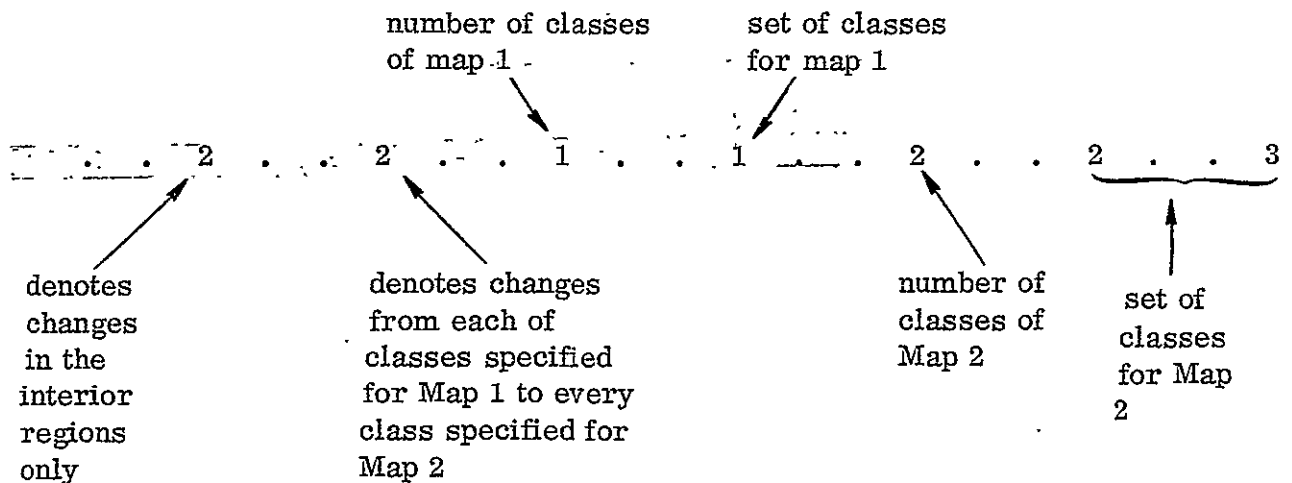 number of classes
of map 1
set of classes
for map 1
. . 2 . . 2 . . 1 . . 1 . . 2 . . 2 . . 3
denotes
changes
in the
interior
regions
only
denotes changes
from each of
classes specified
for Map 1 to every
class specified for
Map 2
number of
classes of
Map 2
set of
classes
for Map
2